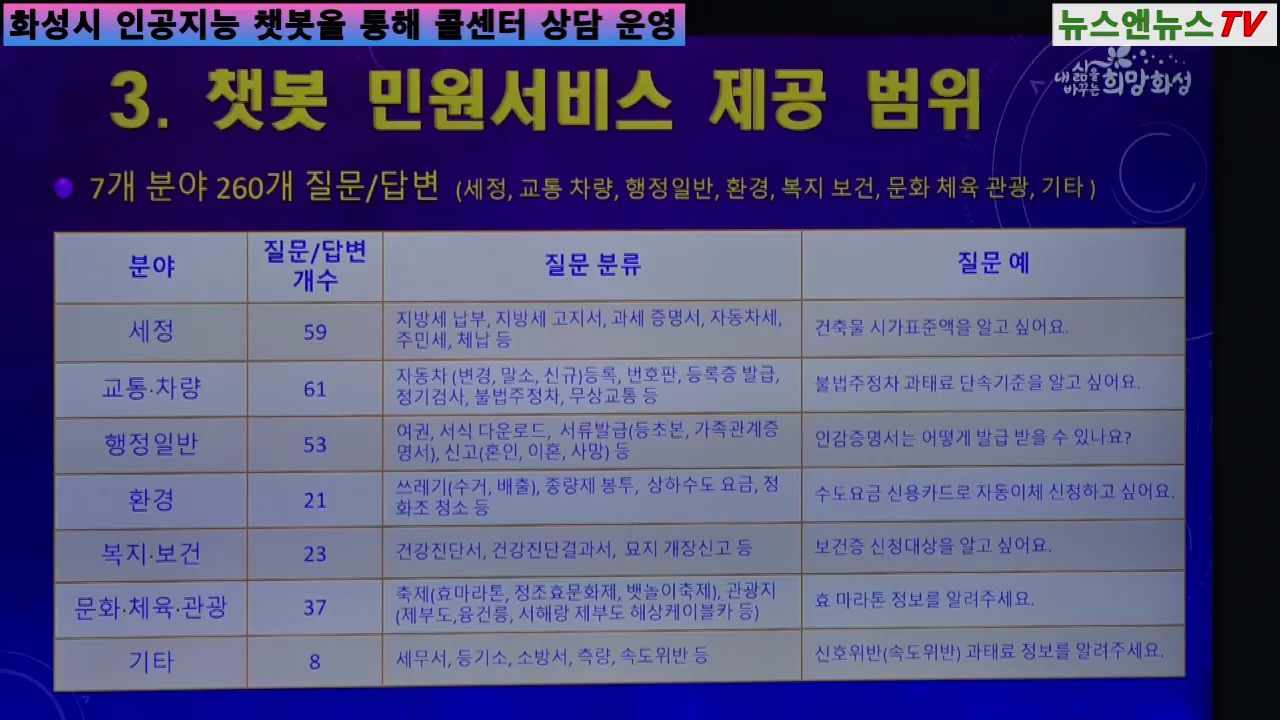 화성시 인공지능 챗봇을 통해 콜센터 상담 운영
뉴스앤뉴스TV
내 삶을
바꾸는 희망화성
3. 챗봇 민원서비스 제공 범위
7개 분야 260개 질문/답변 (세정, 교통 차량, 행정일반, 환경, 복지 보건, 문화 체육 관광, 기타 )
분야
질문/답변
개수
질문 분류
질문 예
세정
59
지방세 납부, 지방세 고지서, 과세 증명서, 자동차세,
주민세, 체납 등
건축물 시가표준액을 알고 싶어요.
교통·차량
61
자동차 (변경, 말소, 신규)등록, 번호판, 등록증 발급,
정기검사, 불법주정차, 무상교통 등
불법주정차 과태료 단속기준을 알고 싶어요.
행정일반
53
여권, 서식 다운로드, 서류발급(등초본, 가족관계증
명서), 신고(혼인, 이혼, 사망) 등
인감증명서는 어떻게 발급 받을 수 있나요?
환경
21
쓰레기(수거, 배출), 종량제 봉투, 상하수도 요금, 정
화조 청소 등
수도요금 신용카드로 자동이체 신청하고 싶어요.
복지·보건
23
건강진단서, 건강진단결과서, 묘지 개장신고 등
보건증 신청대상을 알고 싶어요.
문화·체육·관광
37
축제(효마라톤, 정조효문화제, 뱃놀이축제), 관광지
(제부도,융건릉, 서해랑 제부도 해상케이블카 등)
효 마라톤 정보를 알려주세요.
기타
8
세무서, 등기소, 소방서, 측량, 속도위반 등
신호위반(속도위반) 과태료 정보를 알려주세요.